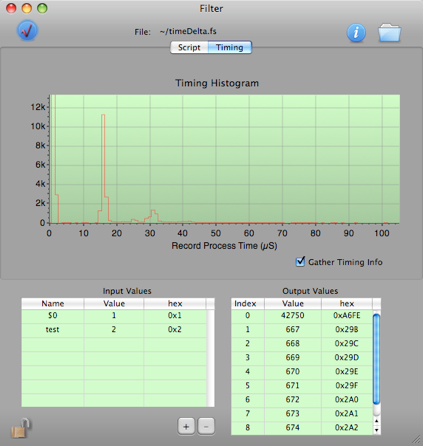 Filter
File: ~/timeDelta.fs
Script Timing
Timing Histogram
12k
10k
8k
6k
4k
2k
0
0 10 20 30 40 50 60 70 80 90 100
Record Process Time (µS)
Gather Timing Info
Input Values
Name Value hex
$0 1 0x1
test 2 0x2
Output Values
Index Value hex
0 42750 0xA6FE
1 667 0x29B
2 668 0x29C
3 669 0x29D
4 670 0x29E
5 671 0x29F
6 672 0x2A0
7 673 0x2A1
8 674 0x2A2
+ −